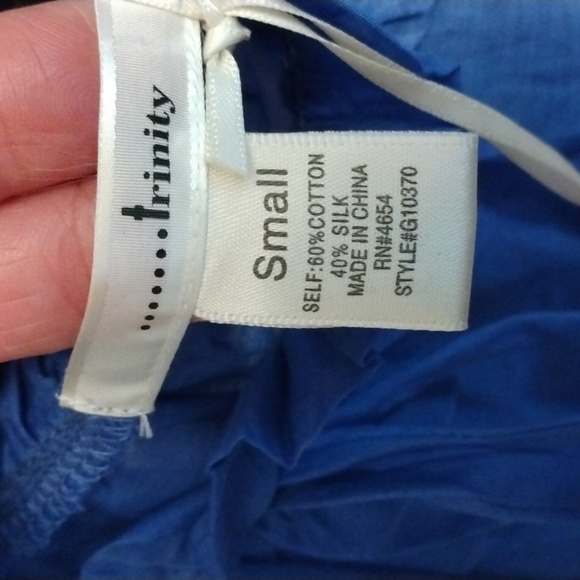 .......trinity
Small
SELF:60%COTTON
40% SILK
MADE IN CHINA
RN#4654
STYLE#G10370